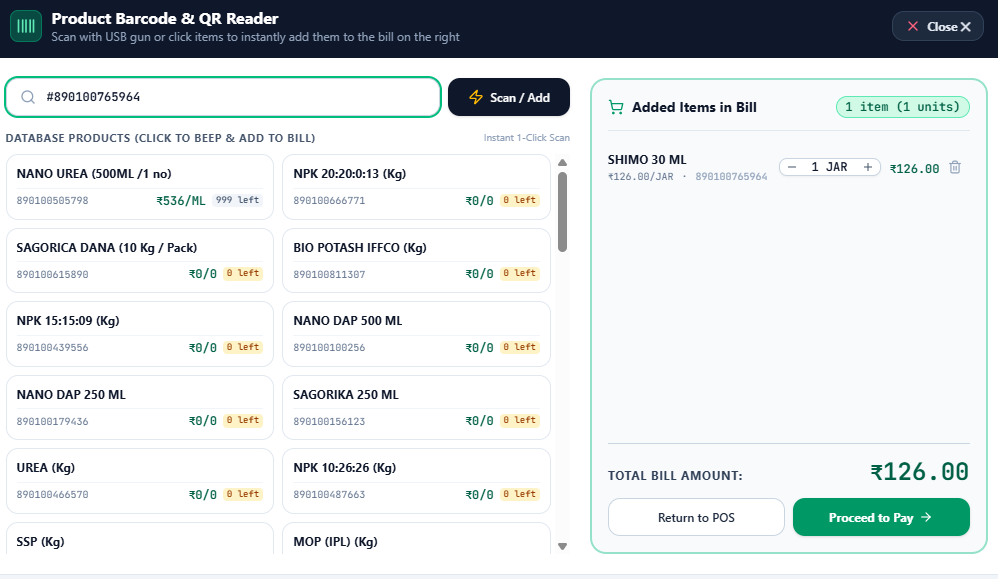 Product Barcode & QR Reader
Scan with USB gun or click items to instantly add them to the bill on the right
Close
#890100765964
Scan / Add
DATABASE PRODUCTS (CLICK TO BEEP & ADD TO BILL)
Instant 1-Click Scan
NANO UREA (500ML /1 no)
890100505798 ₹536/ML 999 left
NPK 20:20:0:13 (Kg)
890100666771 ₹0/0 0 left
SAGORICA DANA (10 Kg / Pack)
890100615890 ₹0/0 0 left
BIO POTASH IFFCO (Kg)
890100811307 ₹0/0 0 left
NPK 15:15:09 (Kg)
890100439556 ₹0/0 0 left
NANO DAP 500 ML
890100100256 ₹0/0 0 left
NANO DAP 250 ML
890100179436 ₹0/0 0 left
SAGORIKA 250 ML
890100156123 ₹0/0 0 left
UREA (Kg)
890100466570 ₹0/0 0 left
NPK 10:26:26 (Kg)
890100487663 ₹0/0 0 left
SSP (Kg)
MOP (IPL) (Kg)
Added Items in Bill
1 item (1 units)
SHIMO 30 ML
₹126.00/JAR · 890100765964
− 1 JAR +
₹126.00
TOTAL BILL AMOUNT:
₹126.00
Return to POS
Proceed to Pay →